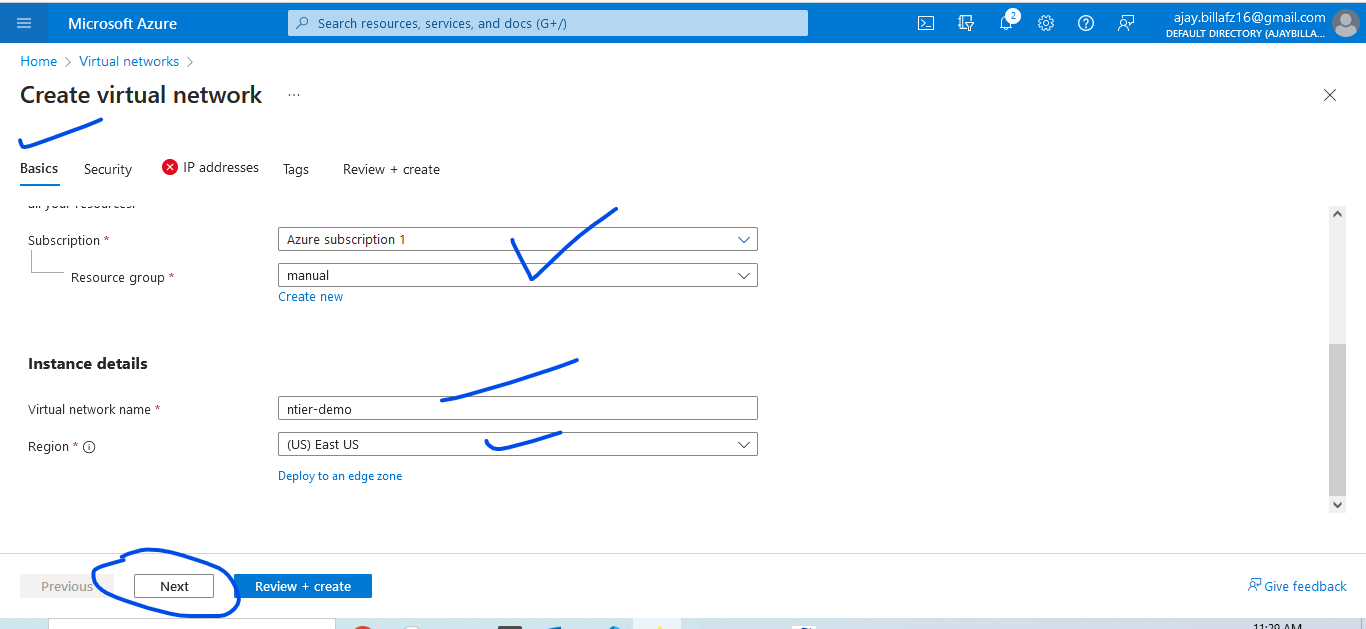 Microsoft Azure
Search resources, services, and docs (G+/)
2
ajay.billafz16@gmail.com
DEFAULT DIRECTORY (AJAYBILLA...
Home > Virtual networks >
Create virtual network ...
Basics Security IP addresses Tags Review + create
all your resources.
Subscription *
Azure subscription 1
Resource group *
manual
Create new
Instance details
Virtual network name *
ntier-demo
Region *
(US) East US
Deploy to an edge zone
Previous Next Review + create
Give feedback
11:29 AM